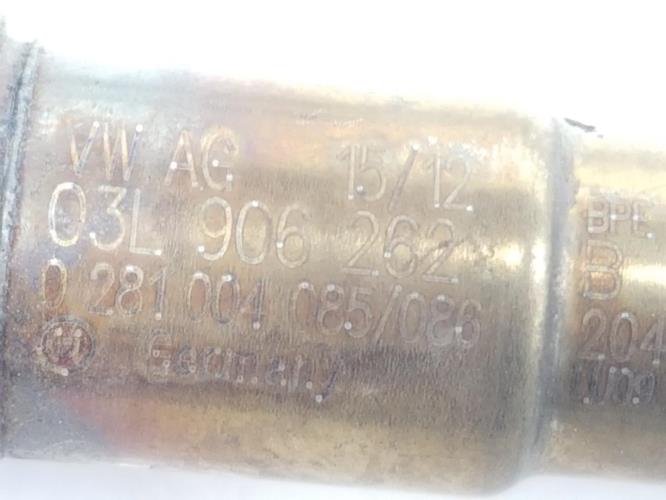 VW AG 15/12
03L 906 262
0 281 004 085/086
Germany
BPE
B
204